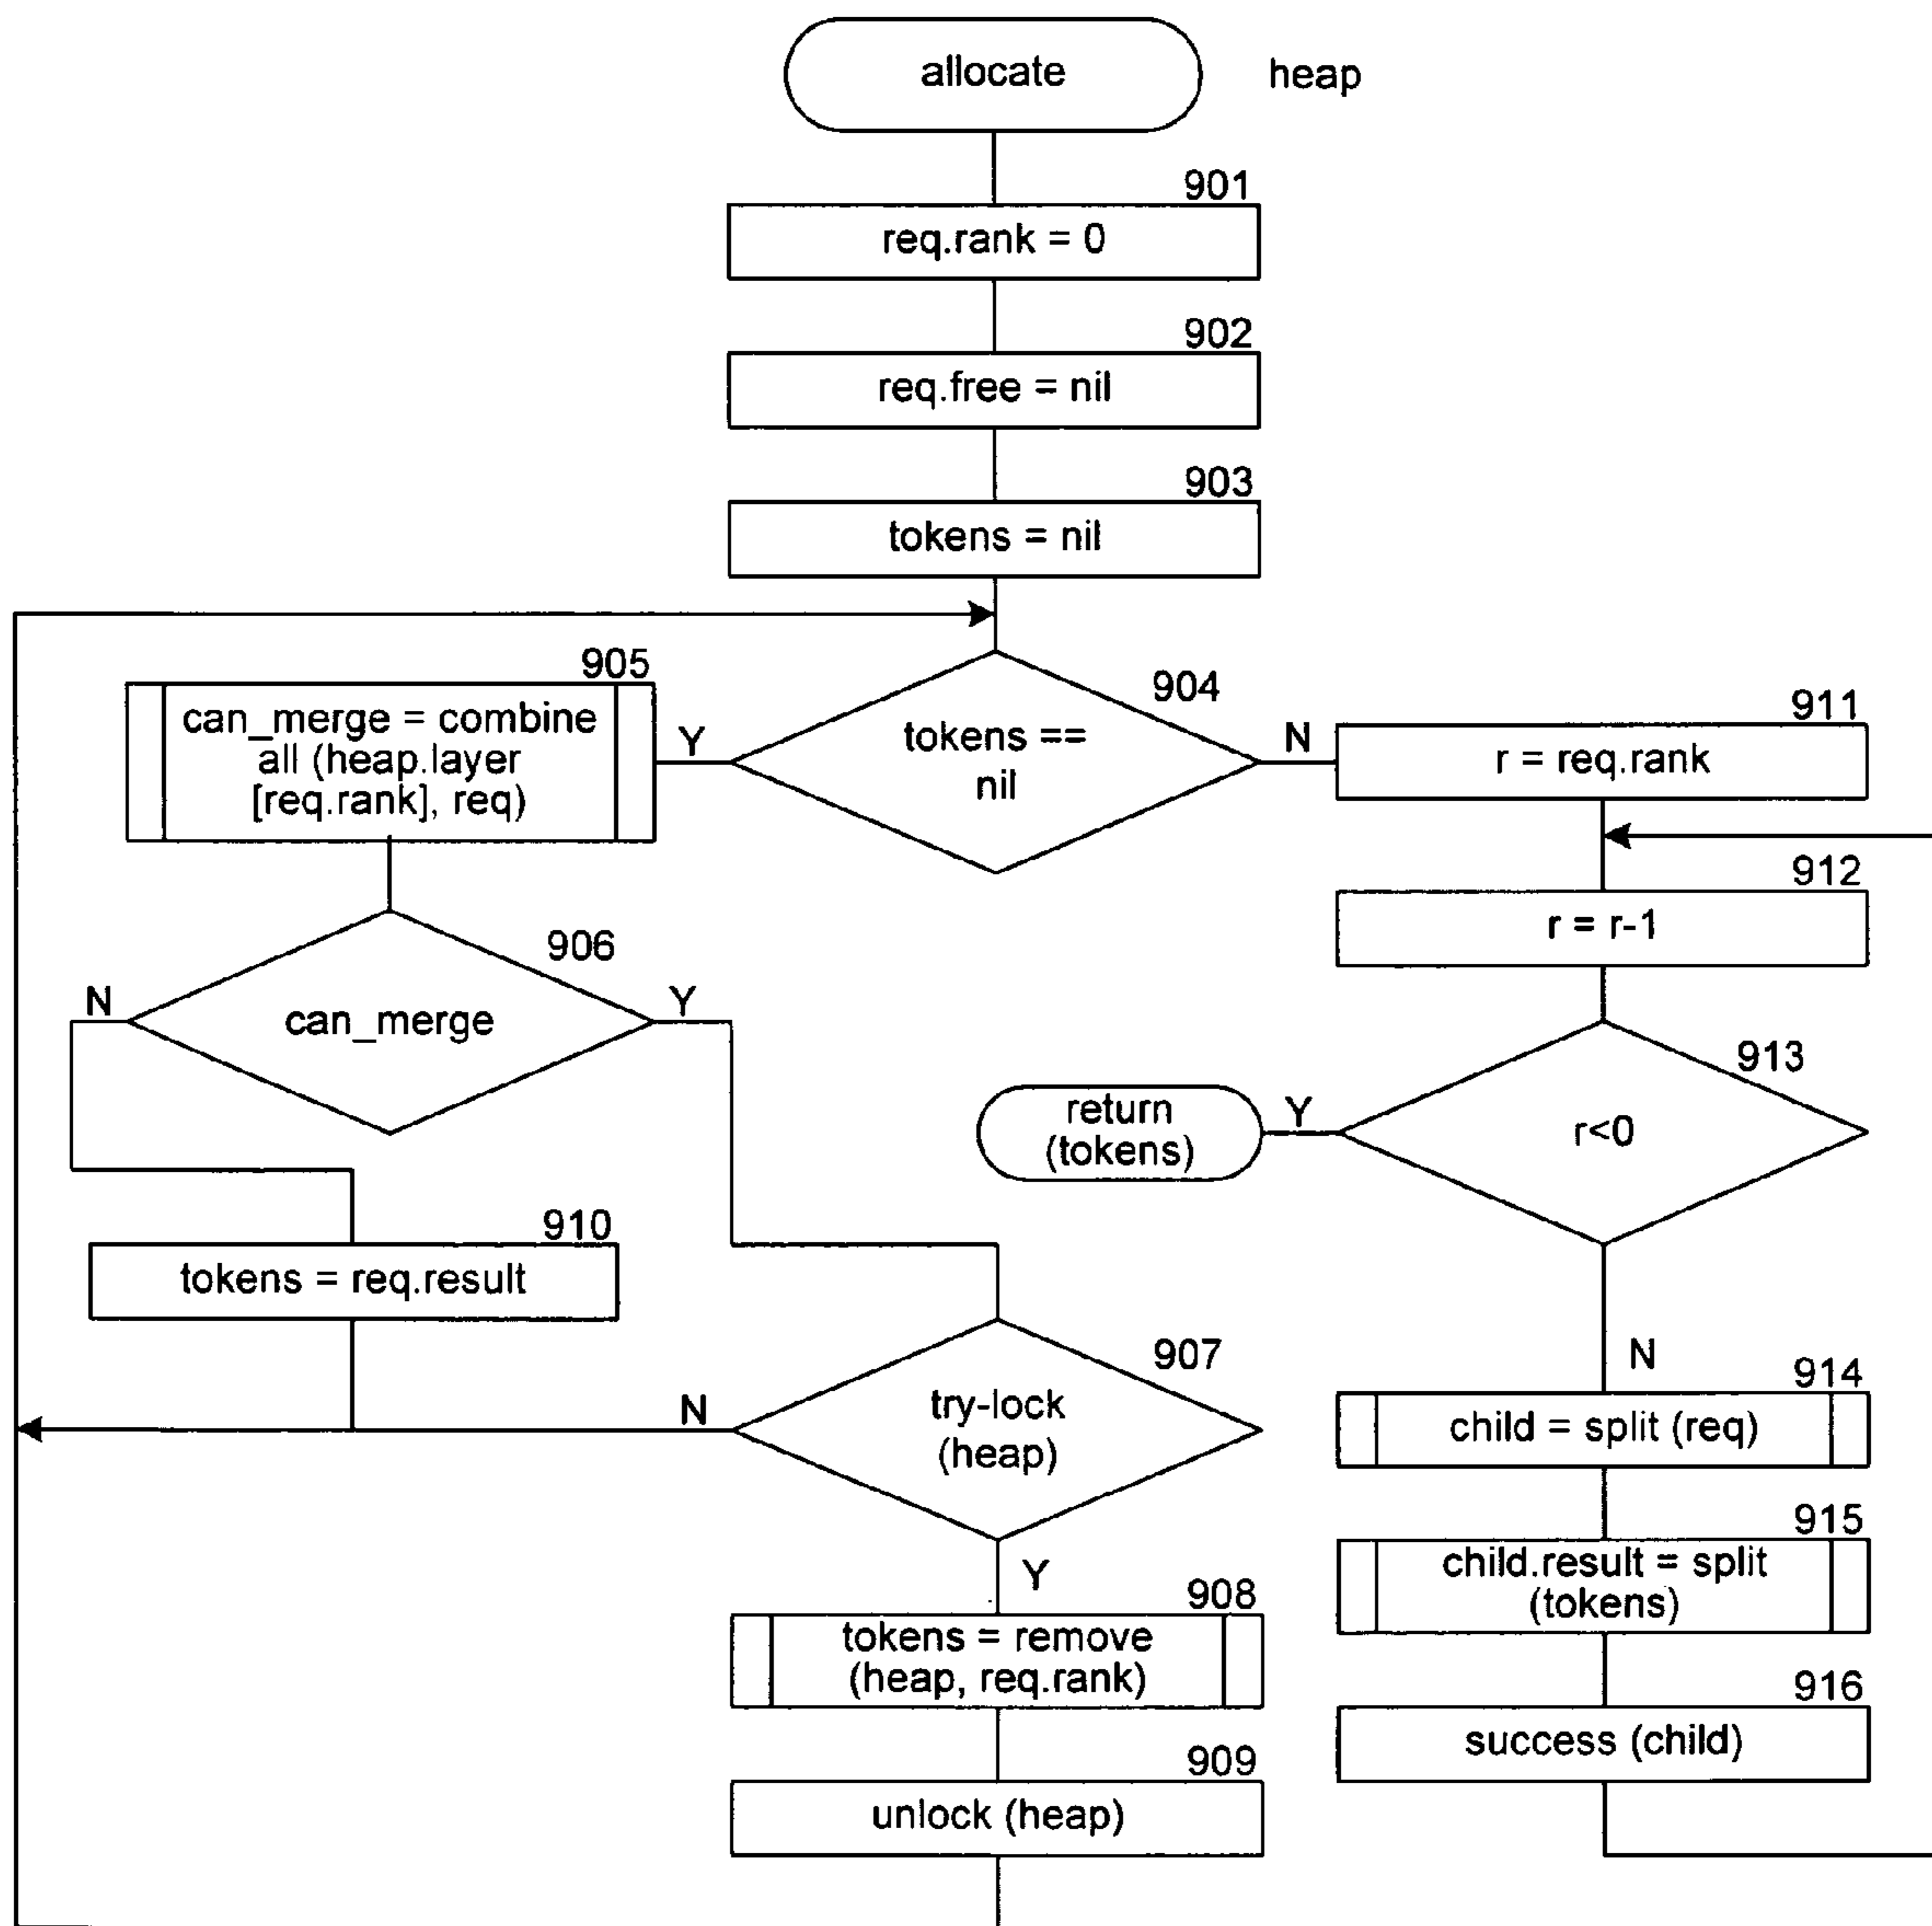 allocate
heap
901
req.rank = 0
902
req.free = nil
903
tokens = nil
904
tokens ==
nil
Y
N
905
can_merge = combine
all (heap.layer
[req.rank], req)
906
can_merge
N
Y
910
tokens = req.result
907
try-lock
(heap)
N
Y
908
tokens = remove
(heap, req.rank)
909
unlock (heap)
911
r = req.rank
912
r = r-1
913
r<0
Y
return
(tokens)
N
914
child = split (req)
915
child.result = split
(tokens)
916
success (child)